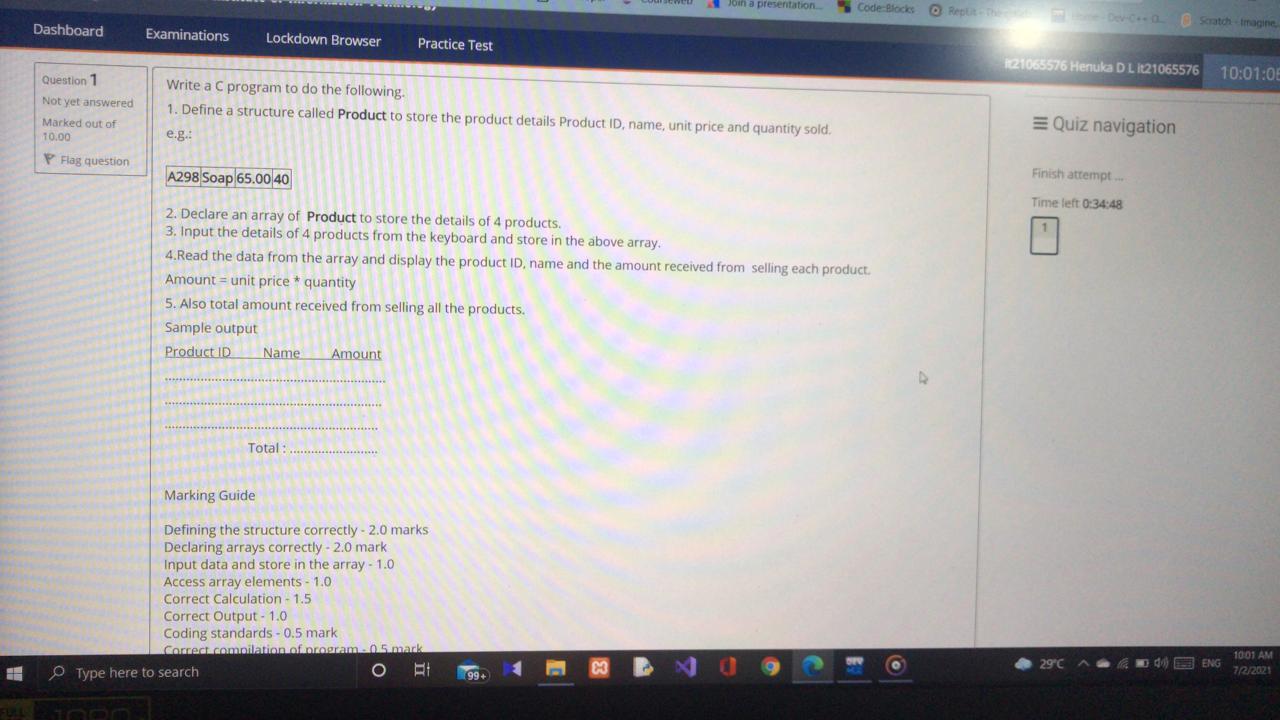 Join a presentation...
Code::Blocks
Scratch - Imagine,
Dashboard
Examinations
Lockdown Browser
Practice Test
it21065576 Henuka D L it21065576
Question 1
Not yet answered
Marked out of
10.00
Flag question
Write a C program to do the following.
1. Define a structure called Product to store the product details Product ID, name, unit price and quantity sold.
e.g.:
A298 Soap 65.00 40
2. Declare an array of Product to store the details of 4 products.
3. Input the details of 4 products from the keyboard and store in the above array.
4.Read the data from the array and display the product ID, name and the amount received from selling each product.
Amount = unit price * quantity
5. Also total amount received from selling all the products.
Sample output
Product ID Name Amount
..............................................................
.............................................................
............................................................
Total : .........................
Marking Guide
Defining the structure correctly - 2.0 marks
Declaring arrays correctly - 2.0 mark
Input data and store in the array - 1.0
Access array elements - 1.0
Correct Calculation - 1.5
Correct Output - 1.0
Coding standards - 0.5 mark
Correct compilation of program - 0.5 mark
Quiz navigation
Finish attempt ...
Time left 0:34:48
1
Type here to search
99+
29°C
ENG
10:01 AM
7/2/2021